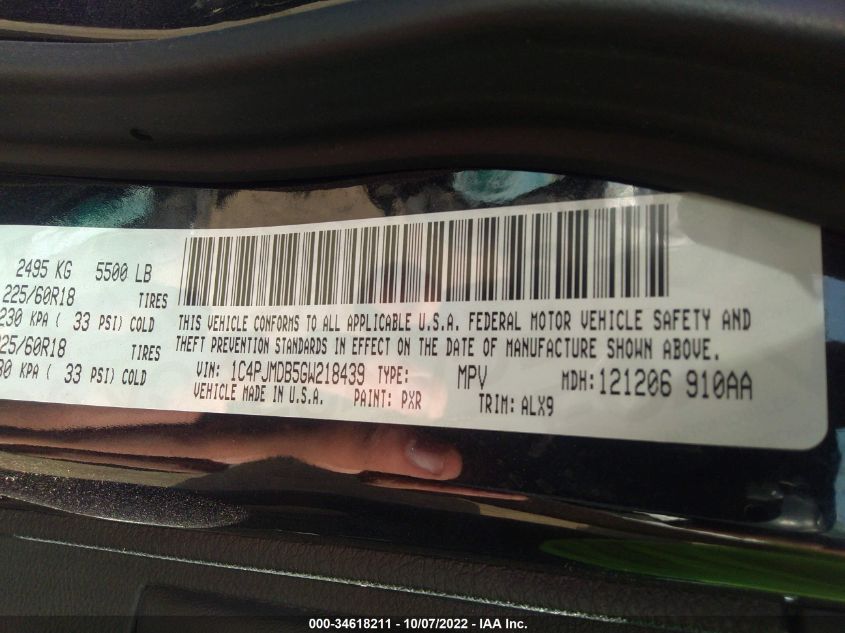 2495 KG 5500 LB
225/60R18 TIRES
230 KPA ( 33 PSI) COLD
225/60R18 TIRES
30 KPA ( 33 PSI) COLD
THIS VEHICLE CONFORMS TO ALL APPLICABLE U.S.A. FEDERAL MOTOR VEHICLE SAFETY AND
THEFT PREVENTION STANDARDS IN EFFECT ON THE DATE OF MANUFACTURE SHOWN ABOVE.
VIN: 1C4PJMDB5GW218439 TYPE: MPV MDH: 121206 910AA
VEHICLE MADE IN U.S.A. PAINT: PXR TRIM: ALX9
000-34618211 - 10/07/2022 - IAA Inc.